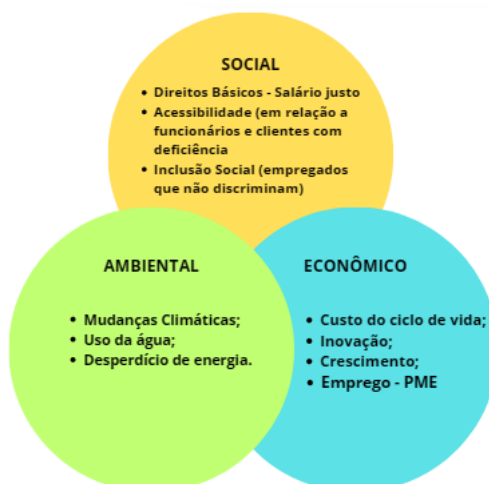 SOCIAL
• Direitos Básicos - Salário justo
• Acessibilidade (em relação a
funcionários e clientes com
deficiência
• Inclusão Social (empregados
que não discriminam)
AMBIENTAL
• Mudanças Climáticas;
• Uso da água;
• Desperdício de energia.
ECONÔMICO
• Custo do ciclo de vida;
• Inovação;
• Crescimento;
• Emprego - PME